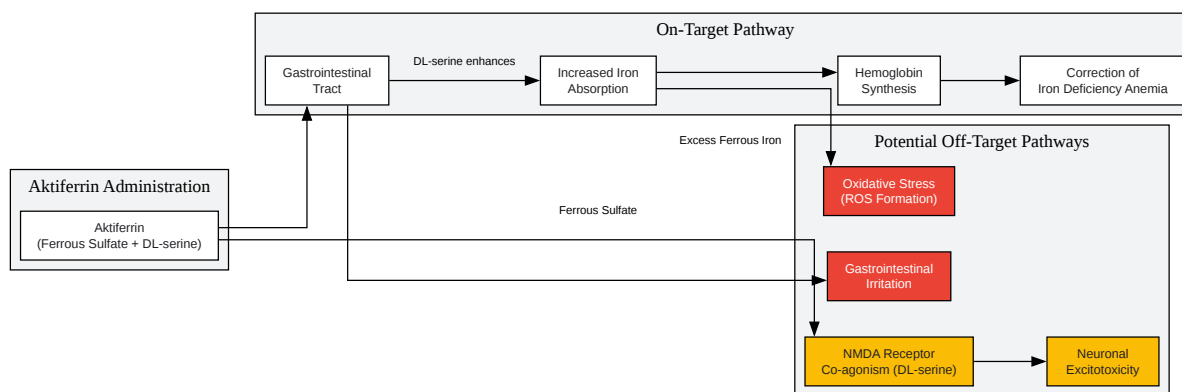 On-Target Pathway
Gastrointestinal
Tract
DL-serine enhances
Increased Iron
Absorption
Hemoglobin
Synthesis
Correction of
Iron Deficiency Anemia
Excess Ferrous Iron
Potential Off-Target Pathways
Oxidative Stress
(ROS Formation)
Aktiferrin Administration
Aktiferrin
(Ferrous Sulfate + DL-serine)
Ferrous Sulfate
Gastrointestinal
Irritation
NMDA Receptor
Co-agonism (DL-serine)
Neuronal
Excitotoxicity